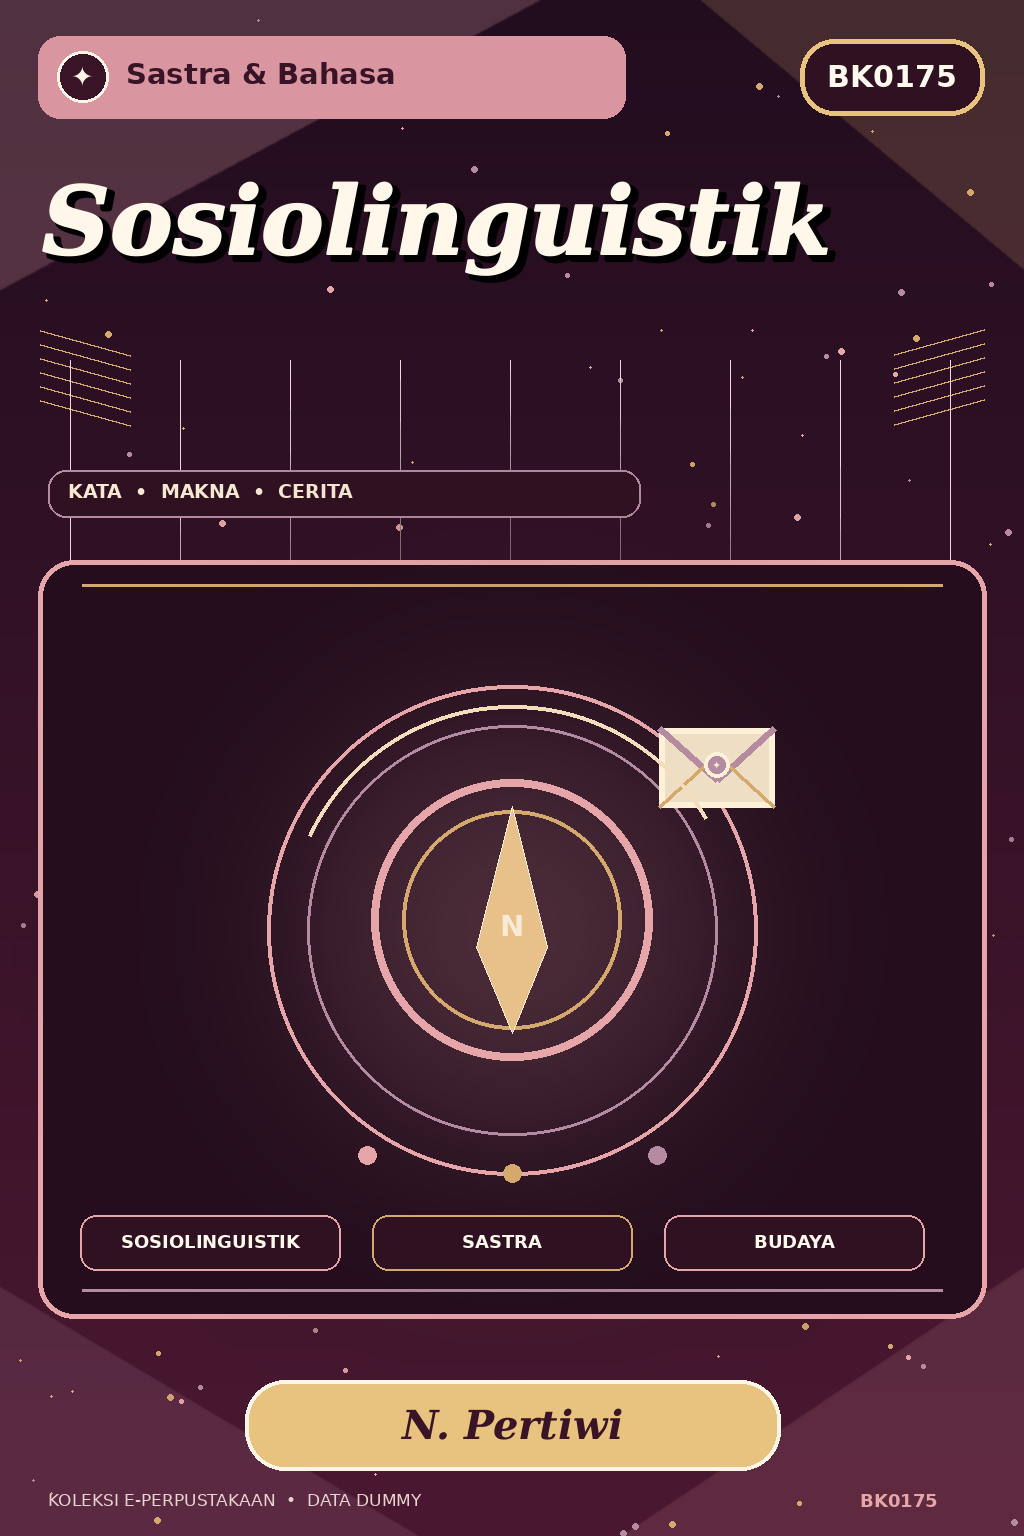 Sastra & Bahasa
BK0175
Sosiolinguistik
KATA • MAKNA • CERITA
N
SOSIOLINGUISTIK
SASTRA
BUDAYA
N. Pertiwi
KOLEKSI E-PERPUSTAKAAN • DATA DUMMY
BK0175